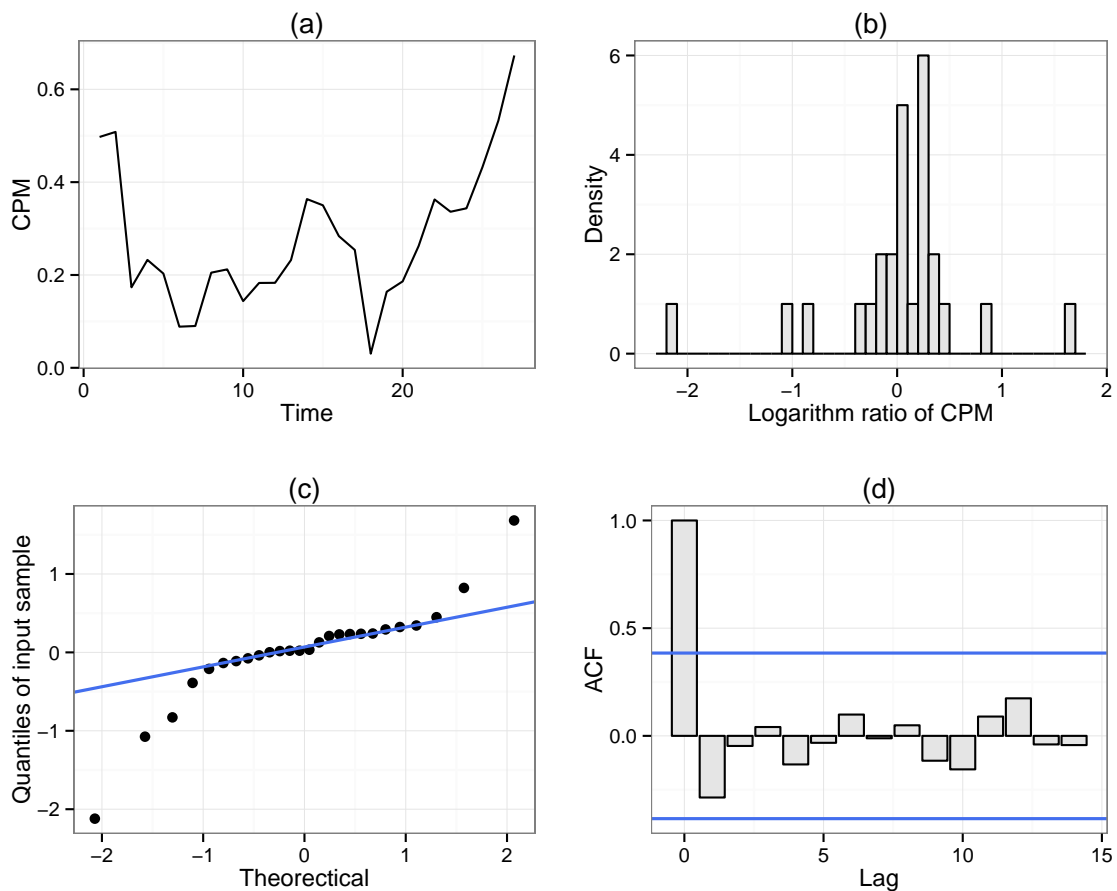 (a)
CPM
0.6
0.4
0.2
0.0
0
10
20
Time
(b)
Density
6
4
2
0
−2
−1
0
1
2
Logarithm ratio of CPM
(c)
Quantiles of input sample
1
0
−1
−2
−2
−1
0
1
2
Theorectical
(d)
ACF
1.0
0.5
0.0
0
5
10
15
Lag